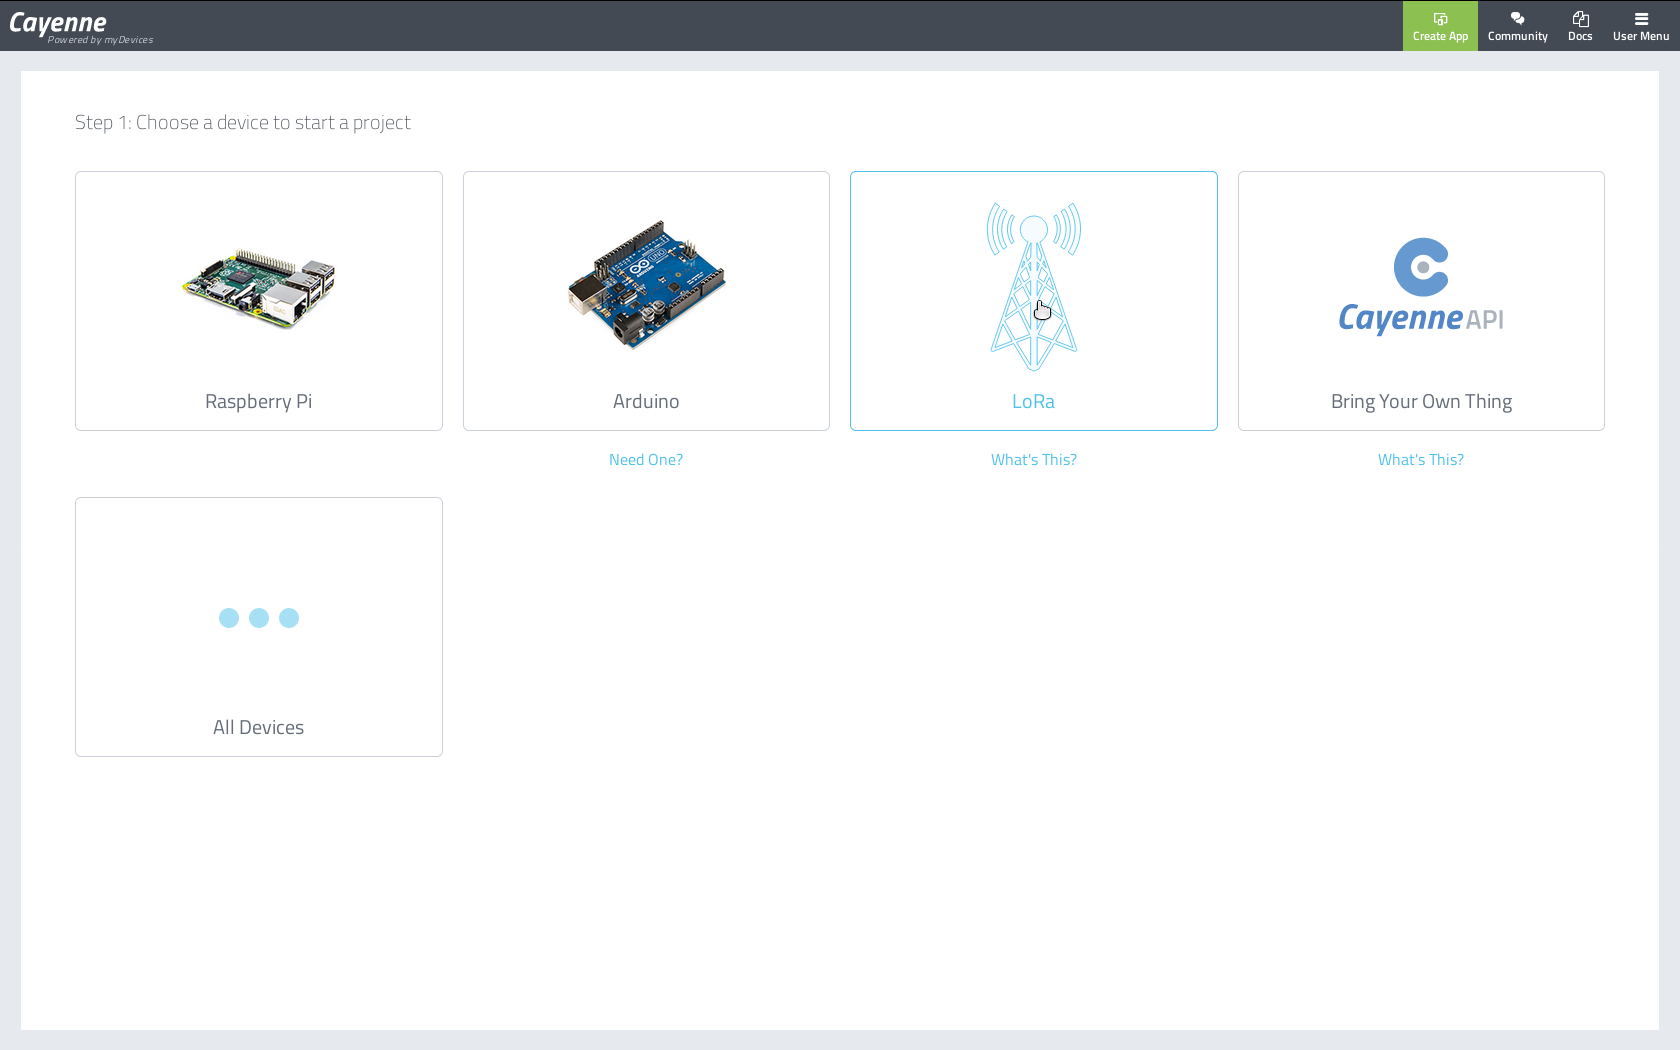 Cayenne
Powered by myDevices
Create App
Community
Docs
User Menu
Step 1: Choose a device to start a project
Raspberry Pi
Arduino
LoRa
Cayenne API
Bring Your Own Thing
Need One?
What's This?
What's This?
All Devices